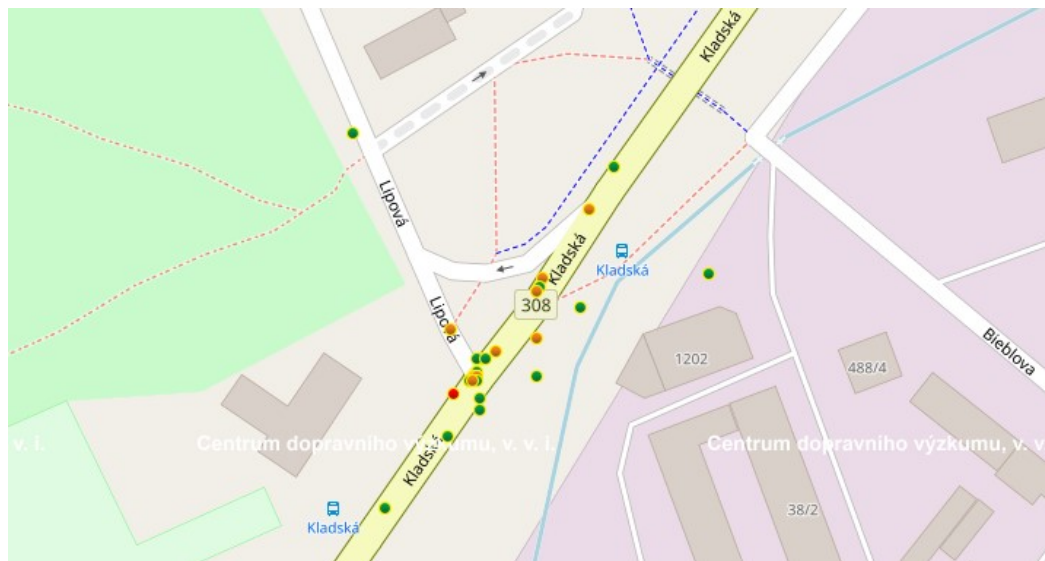 Kladská
Lipová
Kladská
Kladská
308
Lipová
Bieblova
1202
488/4
v. i.
Centrum dopravního výzkumu, v. v. i.
Centrum dopravního výzkumu, v. v
Kladská
38/2
Kladská